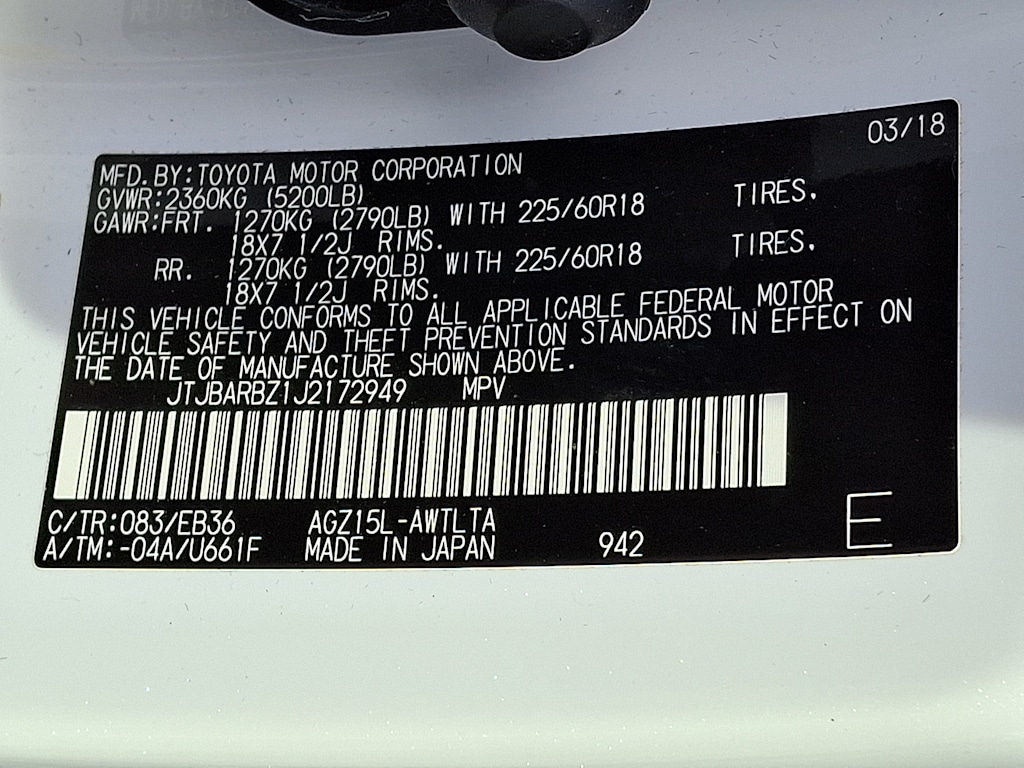 03/18
MFD.BY:TOYOTA MOTOR CORPORATION
GVWR:2360KG (5200LB)
GAWR:FRT. 1270KG (2790LB) WITH 225/60R18 TIRES.
18X7 1/2J RIMS.
RR. 1270KG (2790LB) WITH 225/60R18 TIRES.
18X7 1/2J RIMS.
THIS VEHICLE CONFORMS TO ALL APPLICABLE FEDERAL MOTOR
VEHICLE SAFETY AND THEFT PREVENTION STANDARDS IN EFFECT ON
THE DATE OF MANUFACTURE SHOWN ABOVE.
JTJBARBZ1J2172949 MPV
C/TR:083/EB36 AGZ15L-AWTLTA
A/TM:-04A/U661F MADE IN JAPAN 942 E